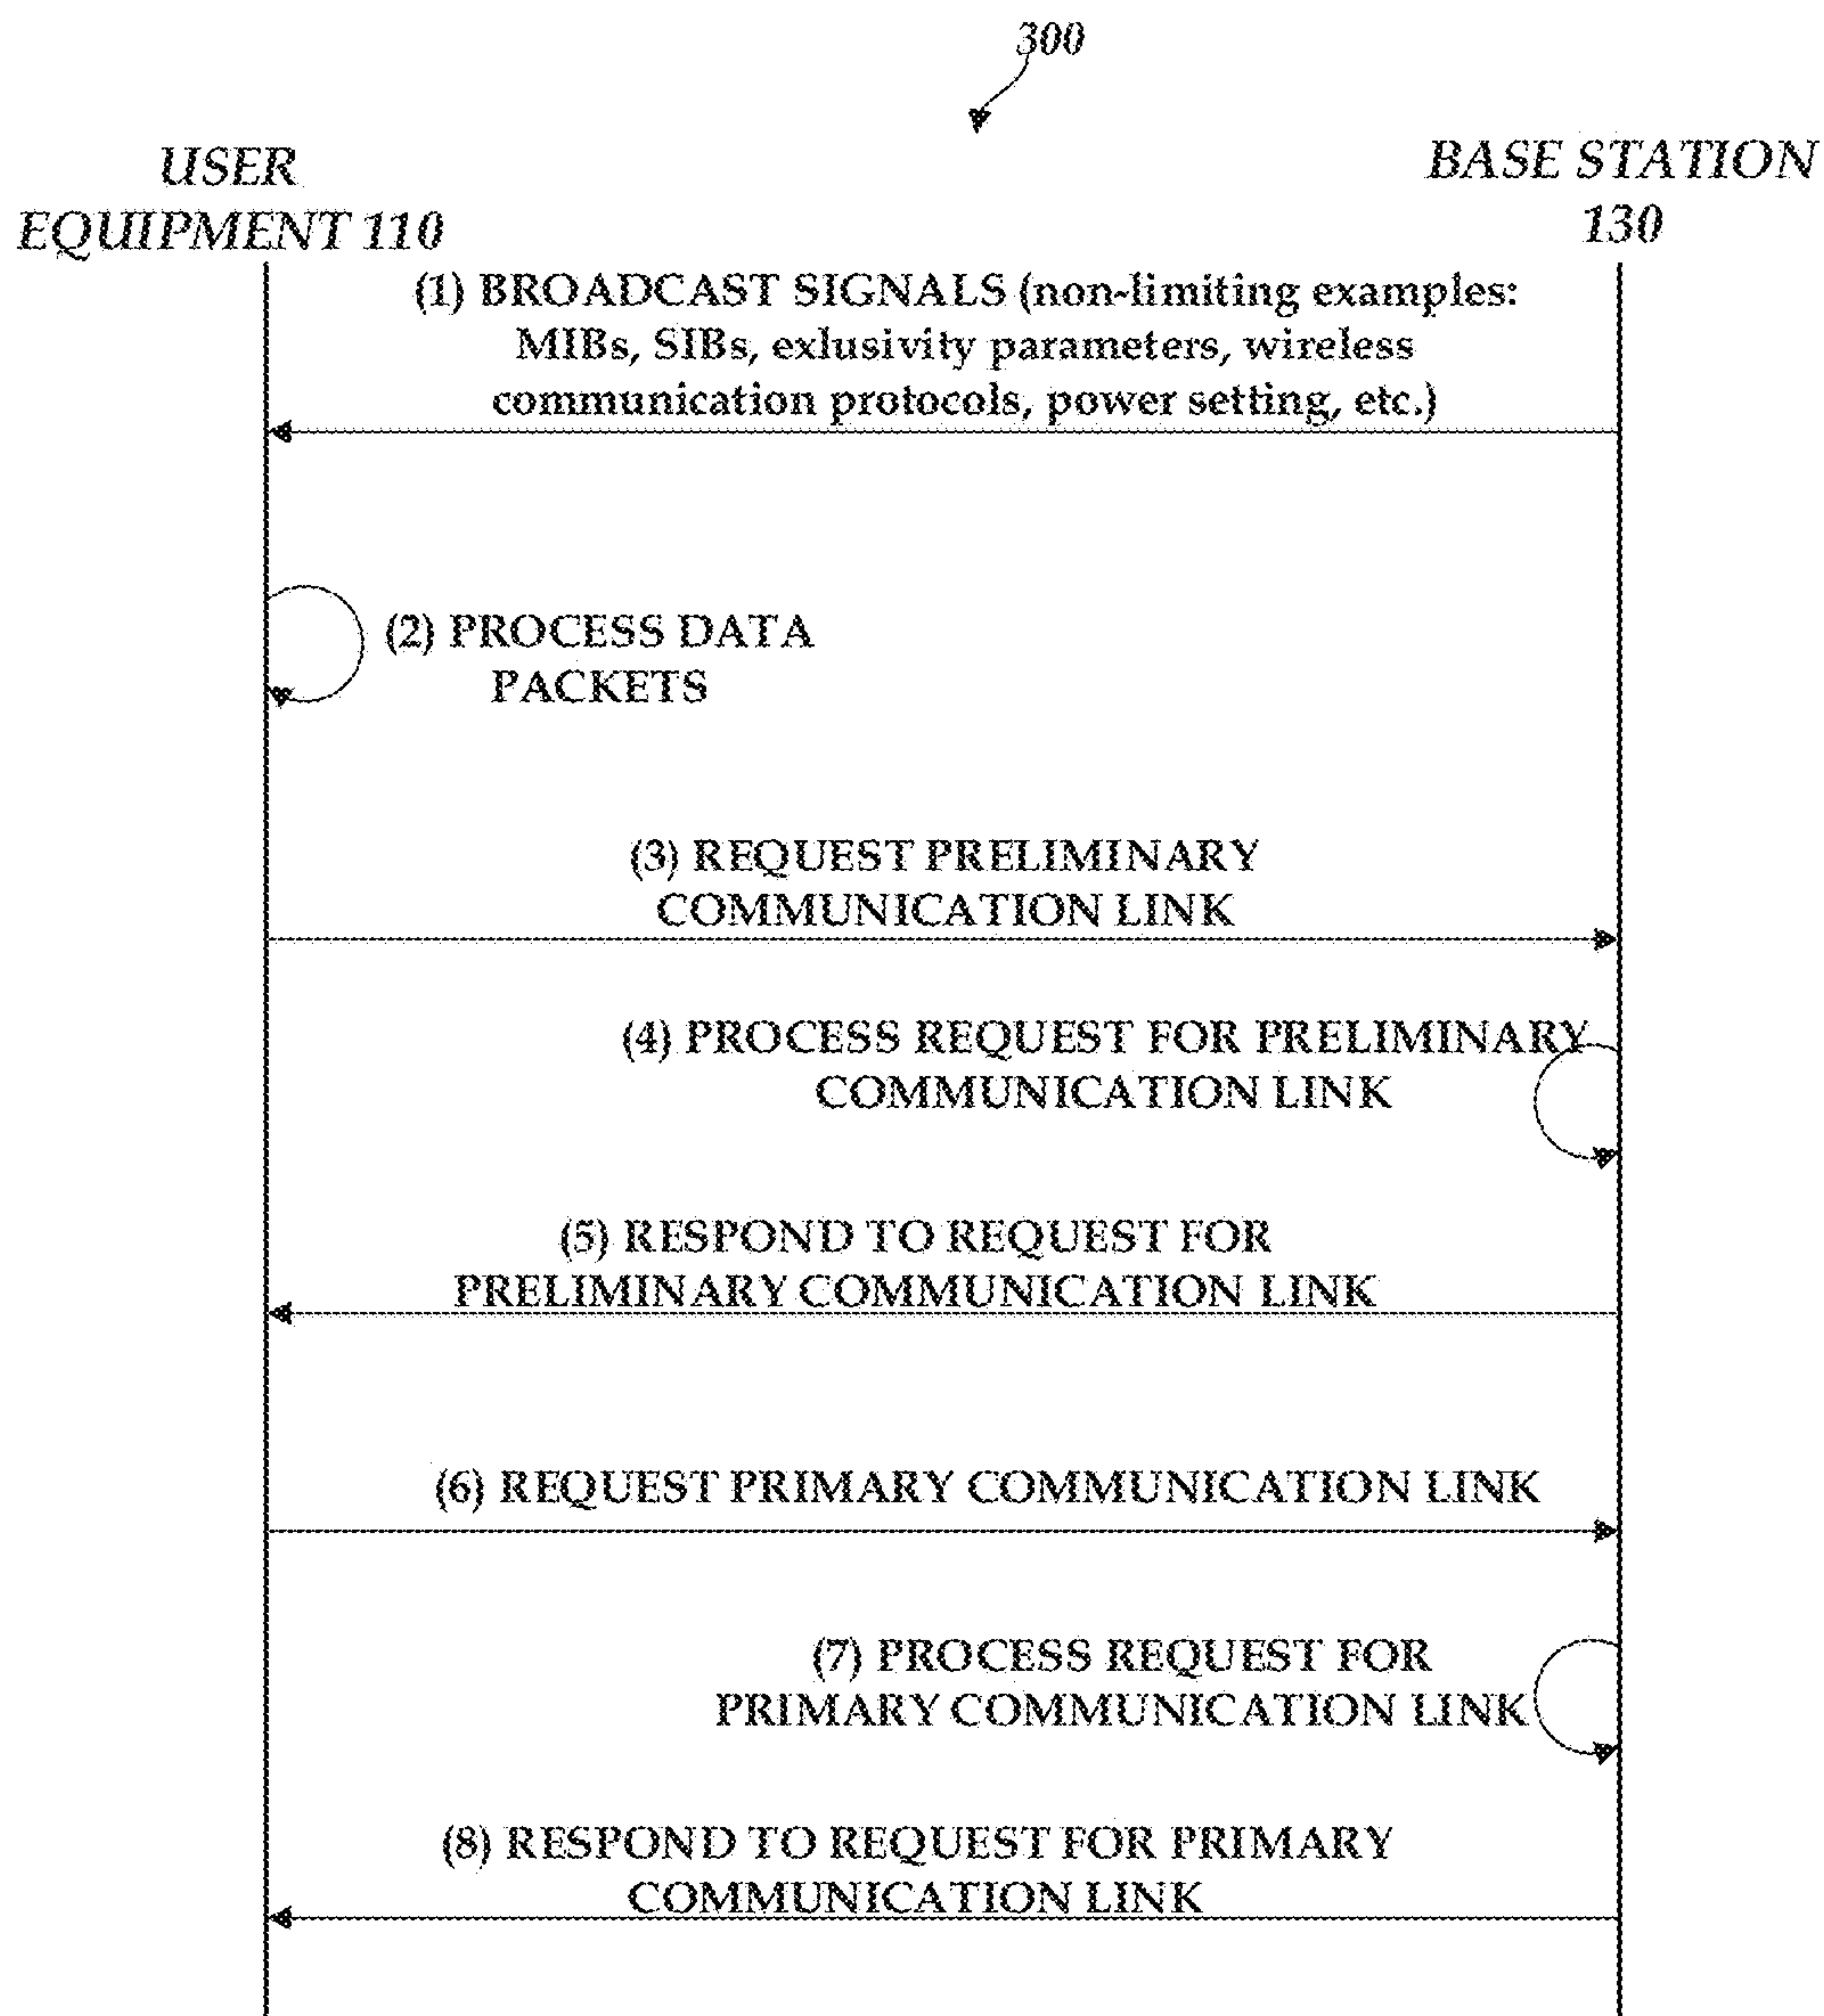 300
USER
EQUIPMENT 110
BASE STATION
130
(1) BROADCAST SIGNALS (non-limiting examples:
MIBs, SIBs, exlusivity parameters, wireless
communication protocols, power setting, etc.)
(2) PROCESS DATA
PACKETS
(3) REQUEST PRELIMINARY
COMMUNICATION LINK
(4) PROCESS REQUEST FOR PRELIMINARY
COMMUNICATION LINK
(5) RESPOND TO REQUEST FOR
PRELIMINARY COMMUNICATION LINK
(6) REQUEST PRIMARY COMMUNICATION LINK
(7) PROCESS REQUEST FOR
PRIMARY COMMUNICATION LINK
(8) RESPOND TO REQUEST FOR PRIMARY
COMMUNICATION LINK